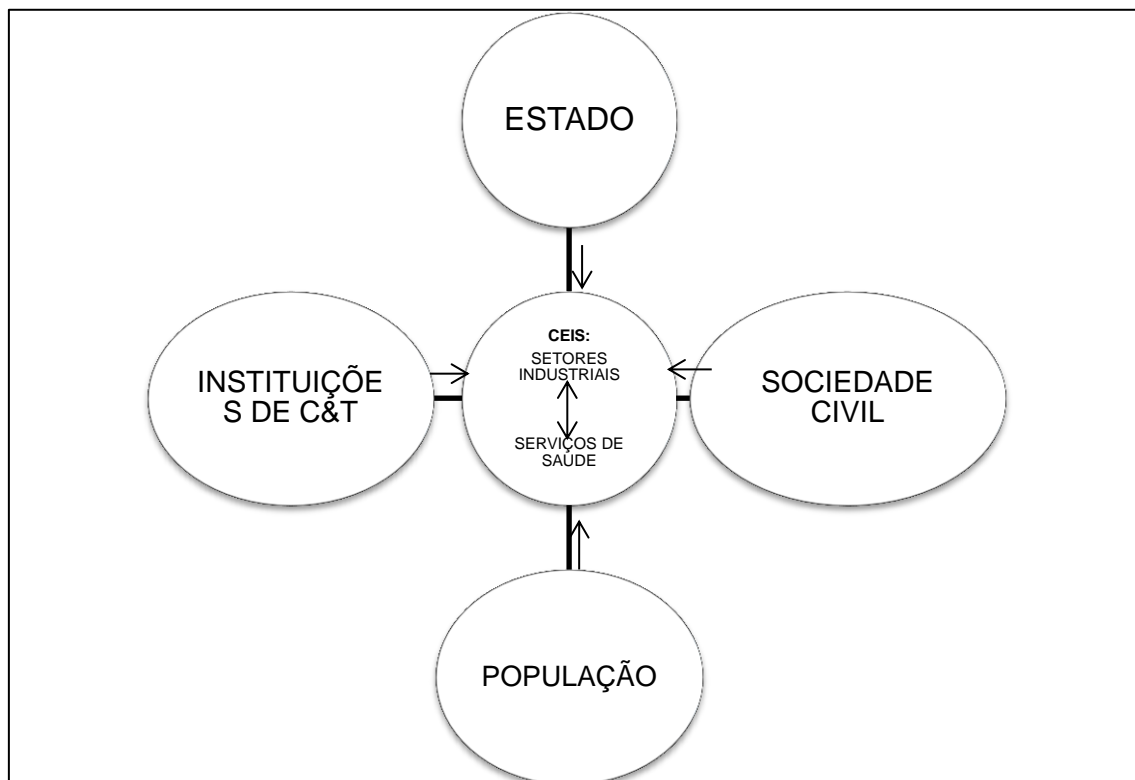 ESTADO
INSTITUIÇÕE
S DE C&T
CEIS:
SETORES
INDUSTRIAIS
SERVIÇOS DE
SAÚDE
SOCIEDADE
CIVIL
POPULAÇÃO